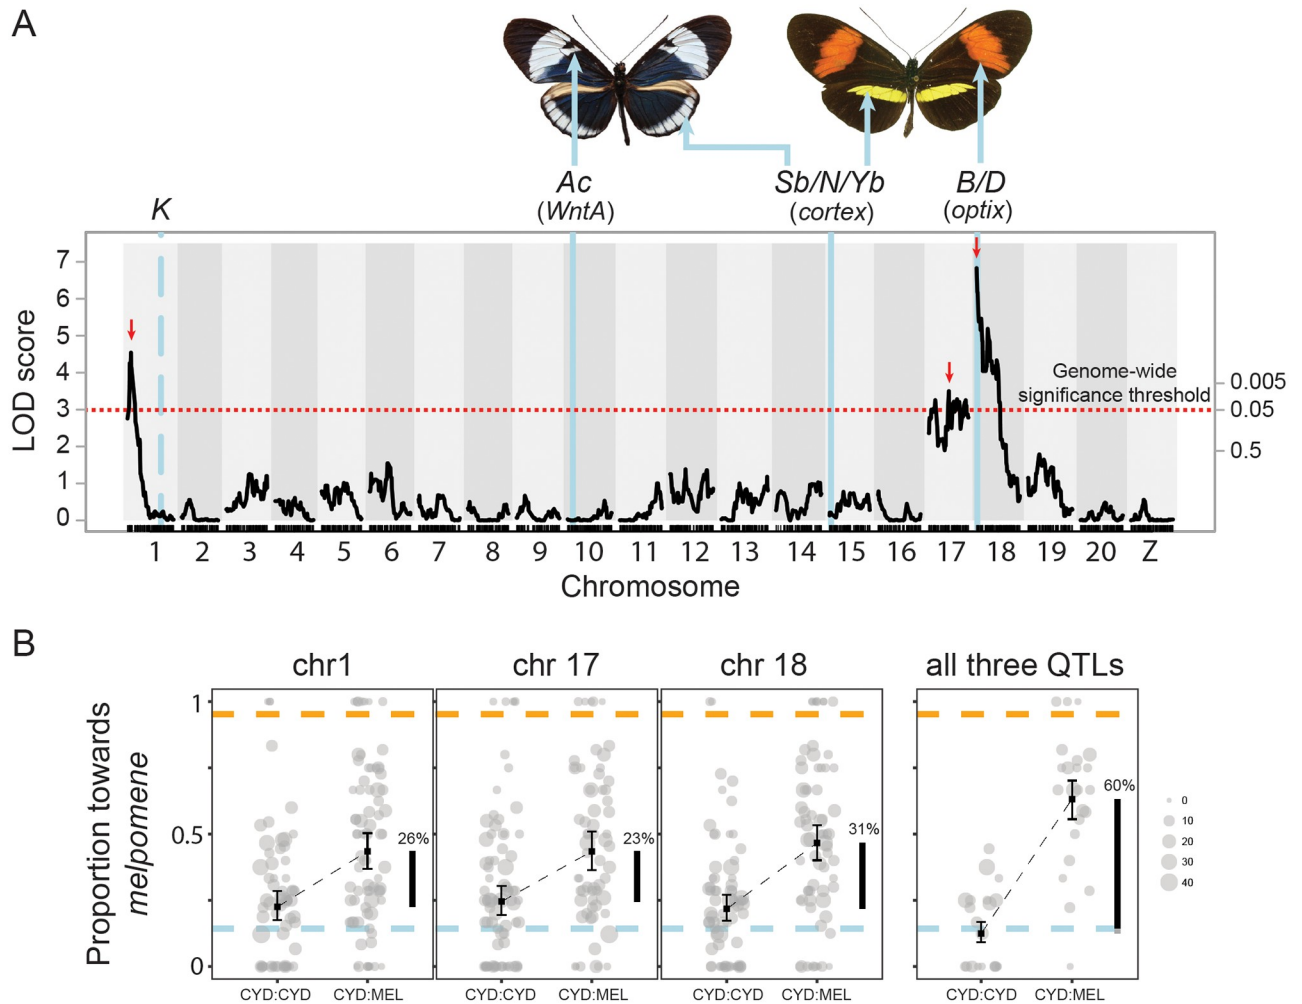 A
K
Ac
(WntA)
Sb/N/Yb
(cortex)
B/D
(optix)
LOD score
7
6
5
4
3
2
1
0
Genome-wide
significance threshold
0.005
0.05
0.5
1 2 3 4 5 6 7 8 9 10 11 12 13 14 15 16 17 18 19 20 Z
Chromosome
B
chr1
chr 17
chr 18
all three QTLs
Proportion towards
melpomene
1
0.5
0
26%
23%
31%
60%
0
10
20
30
40
CYD:CYD CYD:MEL
CYD:CYD CYD:MEL
CYD:CYD CYD:MEL
CYD:CYD CYD:MEL